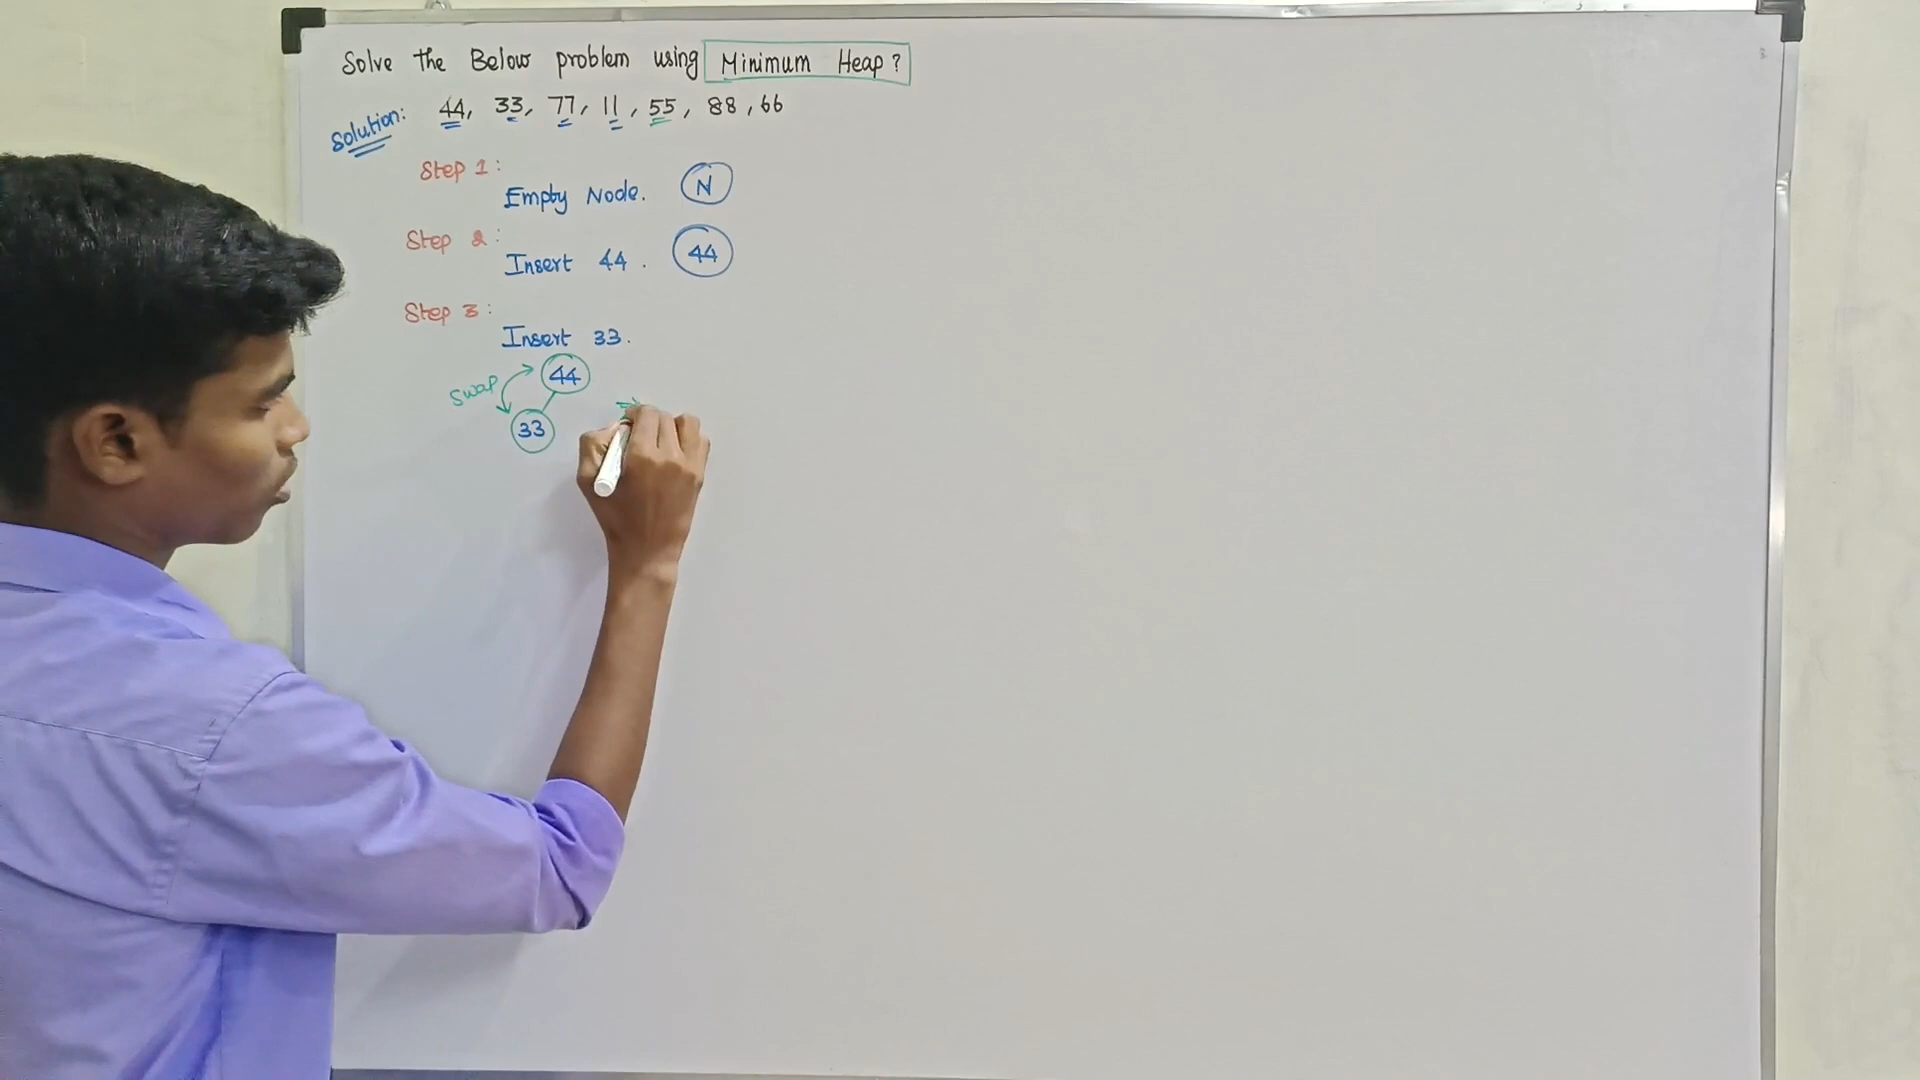 Solve the Below problem using Minimum Heap?
Solution: 44, 33, 77, 11, 55, 88, 66
Step 1:
Empty Node. N
Step 2:
Insert 44. 44
Step 3:
Insert 33.
Swap 44
33